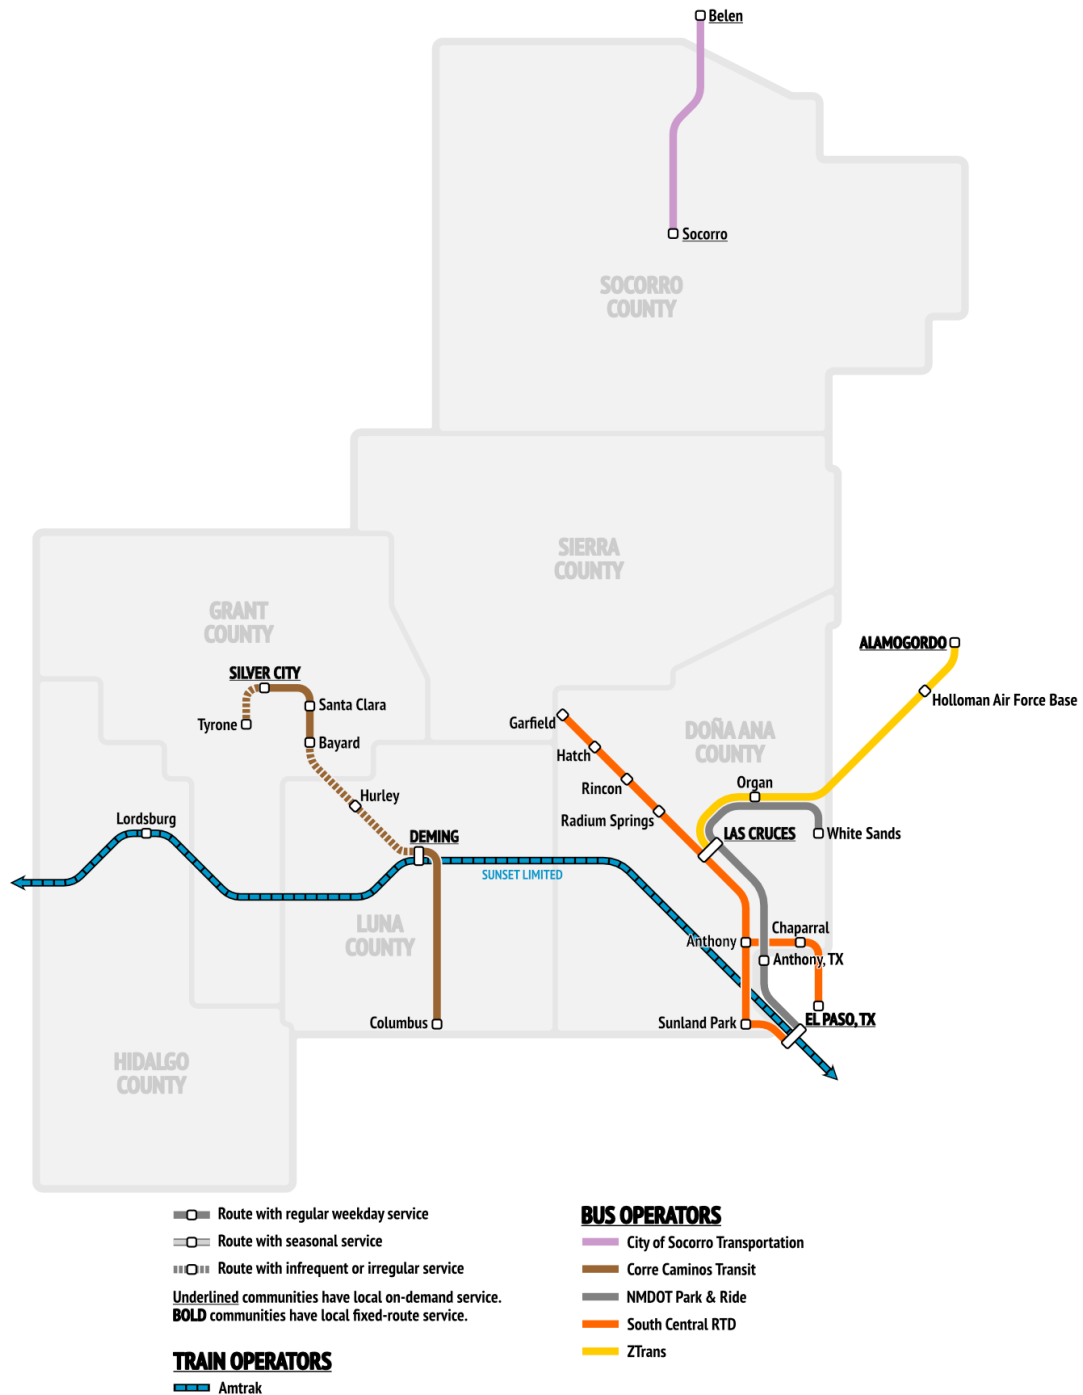 Belen
Socorro
SOCORRO
COUNTY
SIERRA
COUNTY
GRANT
COUNTY
ALAMOGORDO
Holloman Air Force Base
SILVER CITY
Santa Clara
Tyrone
Bayard
Garfield
DOÑA ANA
COUNTY
Hatch
Organ
Rincon
Hurley
Radium Springs
Lordsburg
DEMING
LAS CRUCES
White Sands
SUNSET LIMITED
LUNA
COUNTY
Chaparral
Anthony
Anthony, TX
Columbus
Sunland Park
EL PASO, TX
HIDALGO
COUNTY
Route with regular weekday service
Route with seasonal service
Route with infrequent or irregular service
Underlined communities have local on-demand service.
BOLD communities have local fixed-route service.
TRAIN OPERATORS
Amtrak
BUS OPERATORS
City of Socorro Transportation
Corre Caminos Transit
NMDOT Park & Ride
South Central RTD
ZTrans